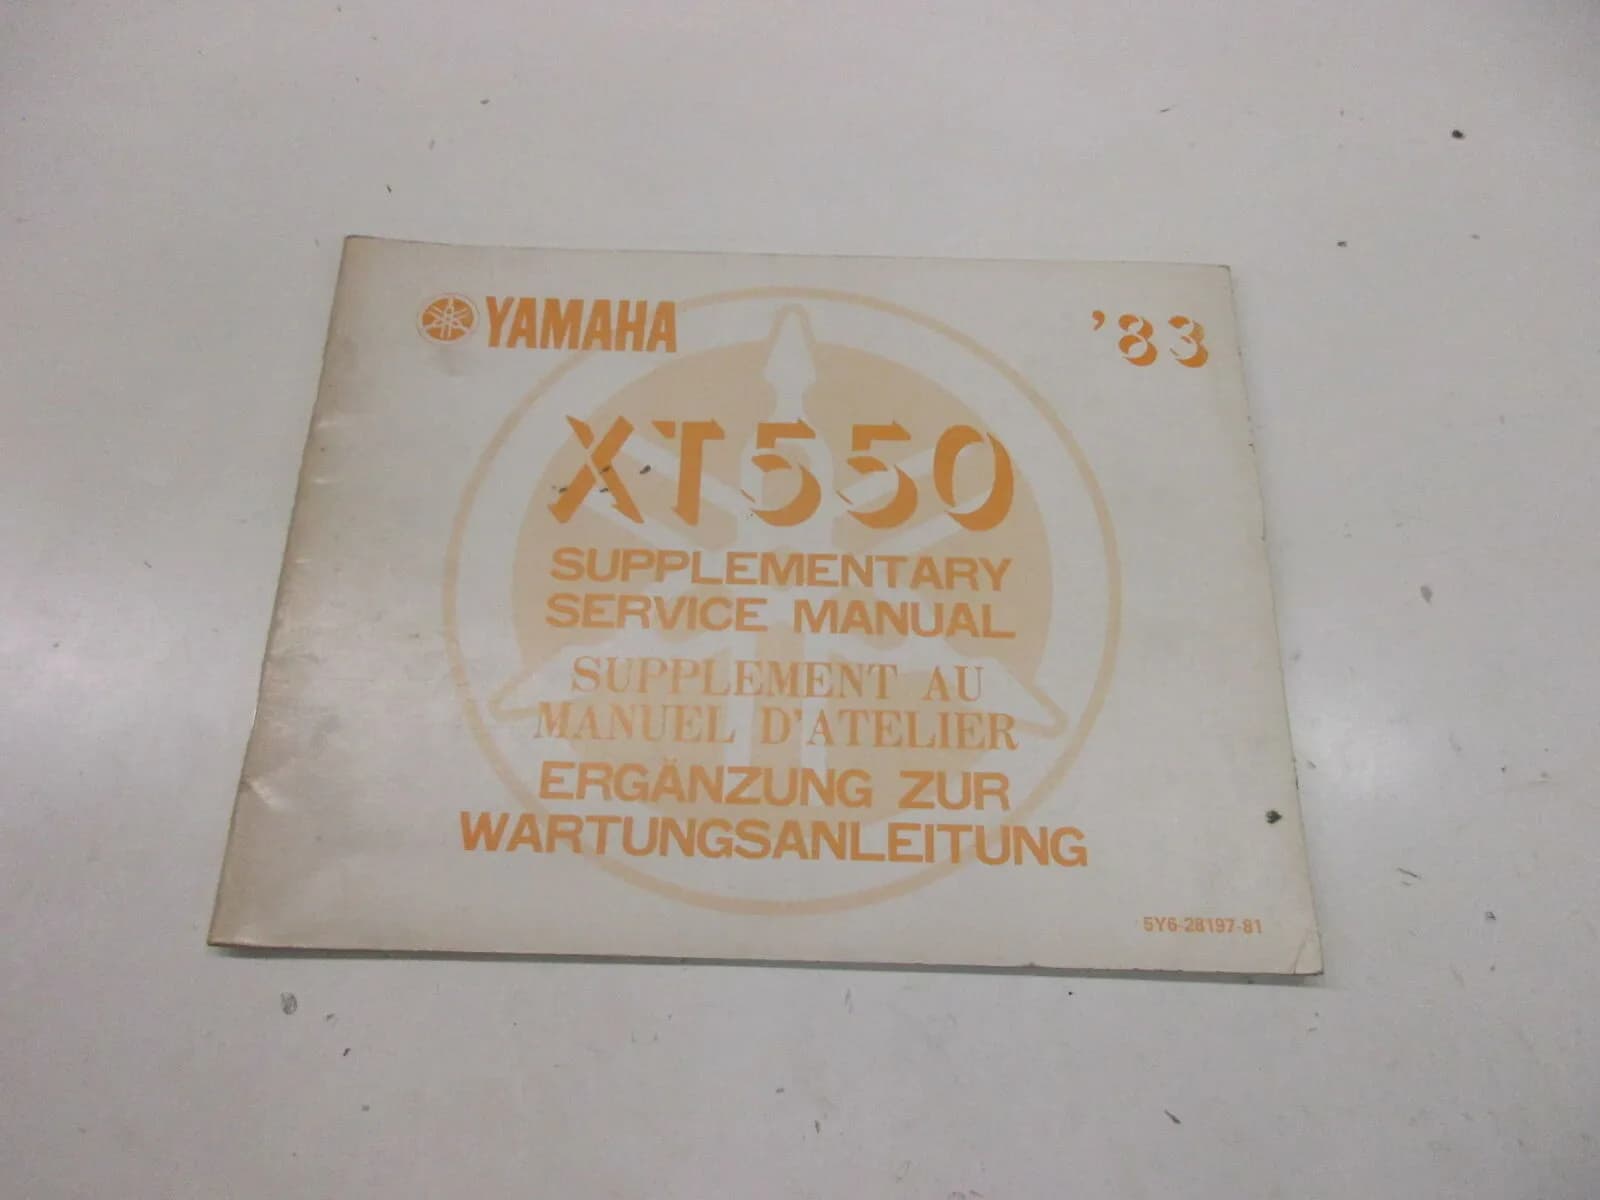 YAMAHA
'83
XT550
SUPPLEMENTARY
SERVICE MANUAL
SUPPLEMENT AU
MANUEL D'ATELIER
ERGÄNZUNG ZUR
WARTUNGSANLEITUNG
5Y6-28197-81